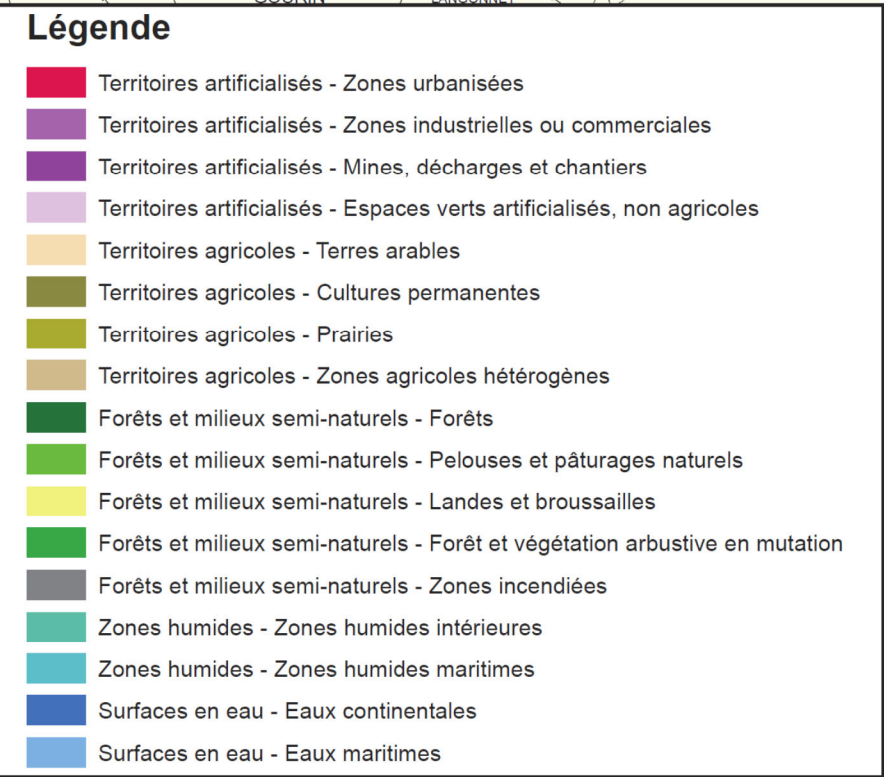 Légende
Territoires artificialisés - Zones urbanisées
Territoires artificialisés - Zones industrielles ou commerciales
Territoires artificialisés - Mines, décharges et chantiers
Territoires artificialisés - Espaces verts artificialisés, non agricoles
Territoires agricoles - Terres arables
Territoires agricoles - Cultures permanentes
Territoires agricoles - Prairies
Territoires agricoles - Zones agricoles hétérogènes
Forêts et milieux semi-naturels - Forêts
Forêts et milieux semi-naturels - Pelouses et pâturages naturels
Forêts et milieux semi-naturels - Landes et broussailles
Forêts et milieux semi-naturels - Forêt et végétation arbustive en mutation
Forêts et milieux semi-naturels - Zones incendiées
Zones humides - Zones humides intérieures
Zones humides - Zones humides maritimes
Surfaces en eau - Eaux continentales
Surfaces en eau - Eaux maritimes